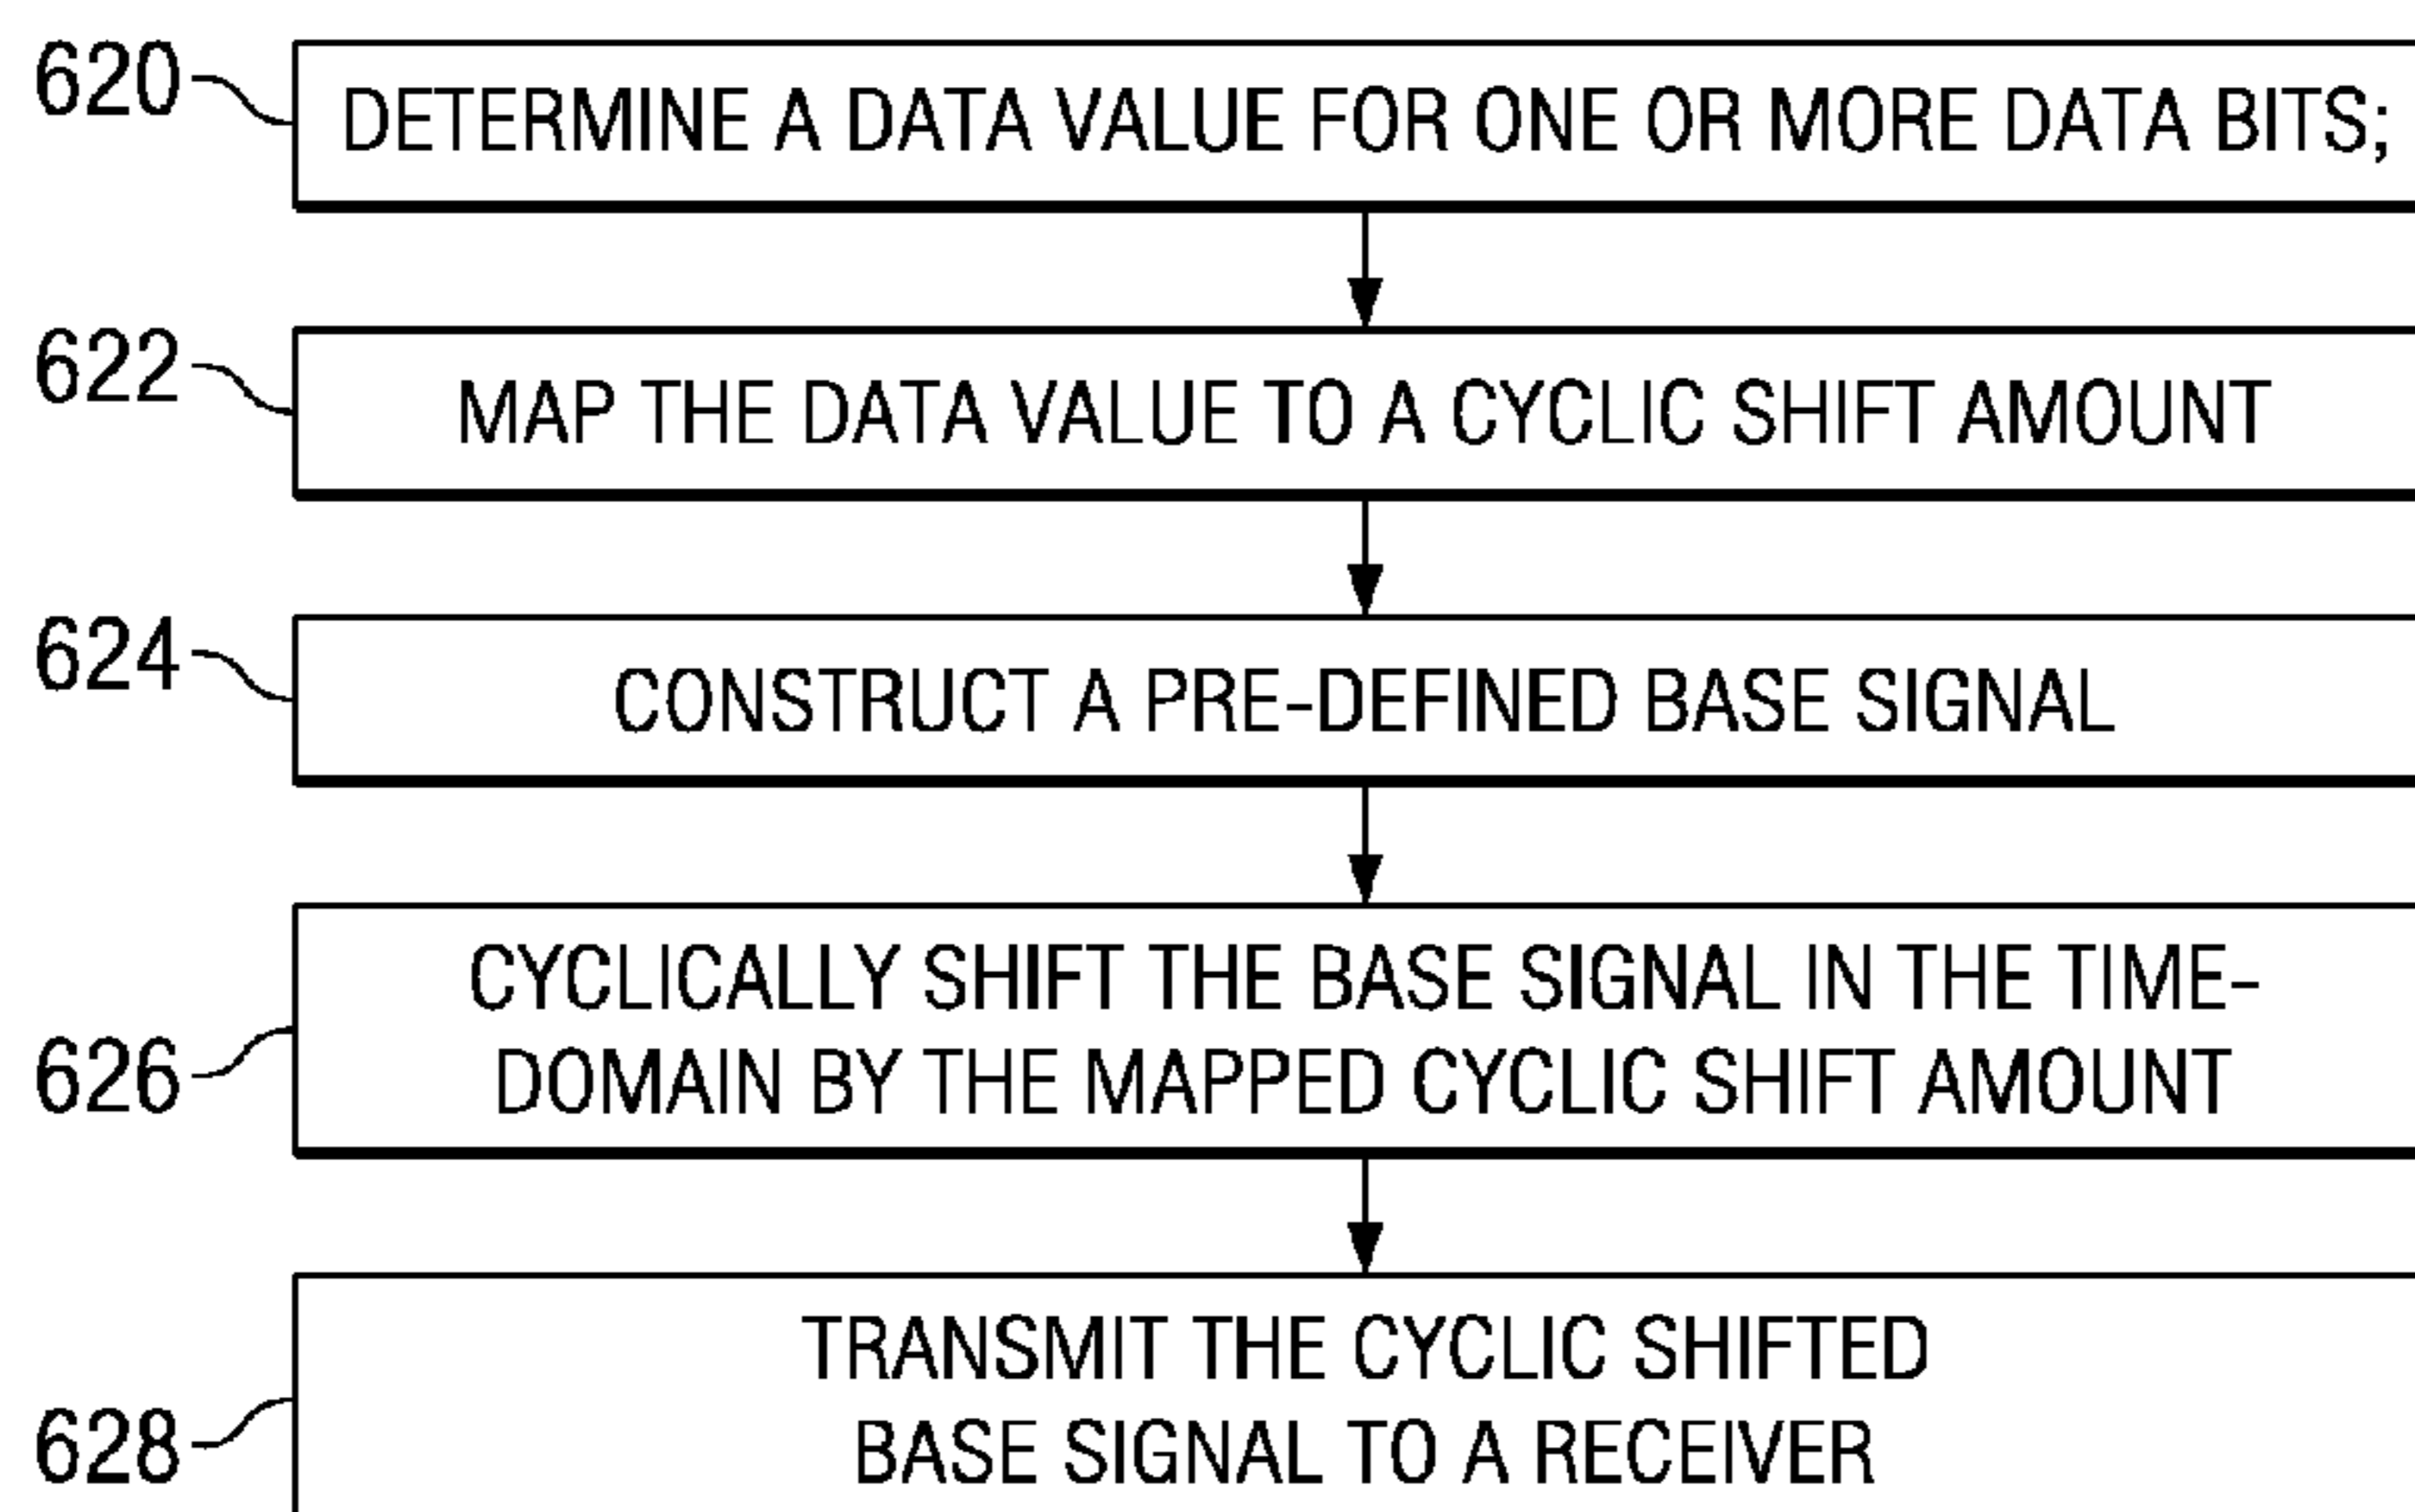 620 DETERMINE A DATA VALUE FOR ONE OR MORE DATA BITS;
622 MAP THE DATA VALUE TO A CYCLIC SHIFT AMOUNT
624 CONSTRUCT A PRE-DEFINED BASE SIGNAL
CYCLICALLY SHIFT THE BASE SIGNAL IN THE TIME-
626 DOMAIN BY THE MAPPED CYCLIC SHIFT AMOUNT
TRANSMIT THE CYCLIC SHIFTED
628 BASE SIGNAL TO A RECEIVER